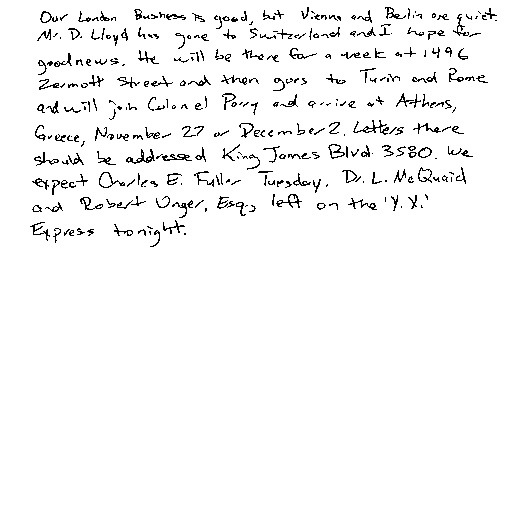 Our London Business is good, but Vienna and Berlin are quiet.
Mr. D. Lloyd has gone to Switzerland and I hope for
good news. He will be there for a week at 1496
Zermott Street and then goes to Turin and Rome
and will join Colonel Parry and arrive at Athens,
Greece, November 27 or December 2. Letters there
should be addressed King James Blvd. 3580. We
expect Charles E. Fuller Tuesday. Dr. L. McQuaid
and Robert Unger, Esq., left on the 'Y.X.'
Express tonight.